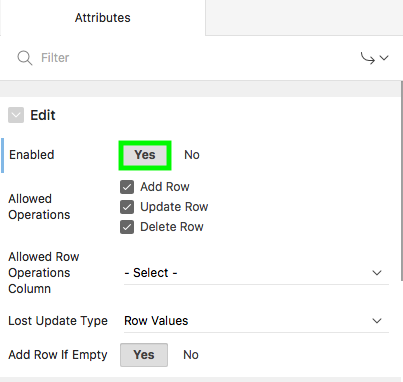 Attributes
Filter
Edit
Enabled Yes No
Allowed Operations
Add Row
Update Row
Delete Row
Allowed Row Operations Column
- Select -
Lost Update Type Row Values
Add Row If Empty Yes No